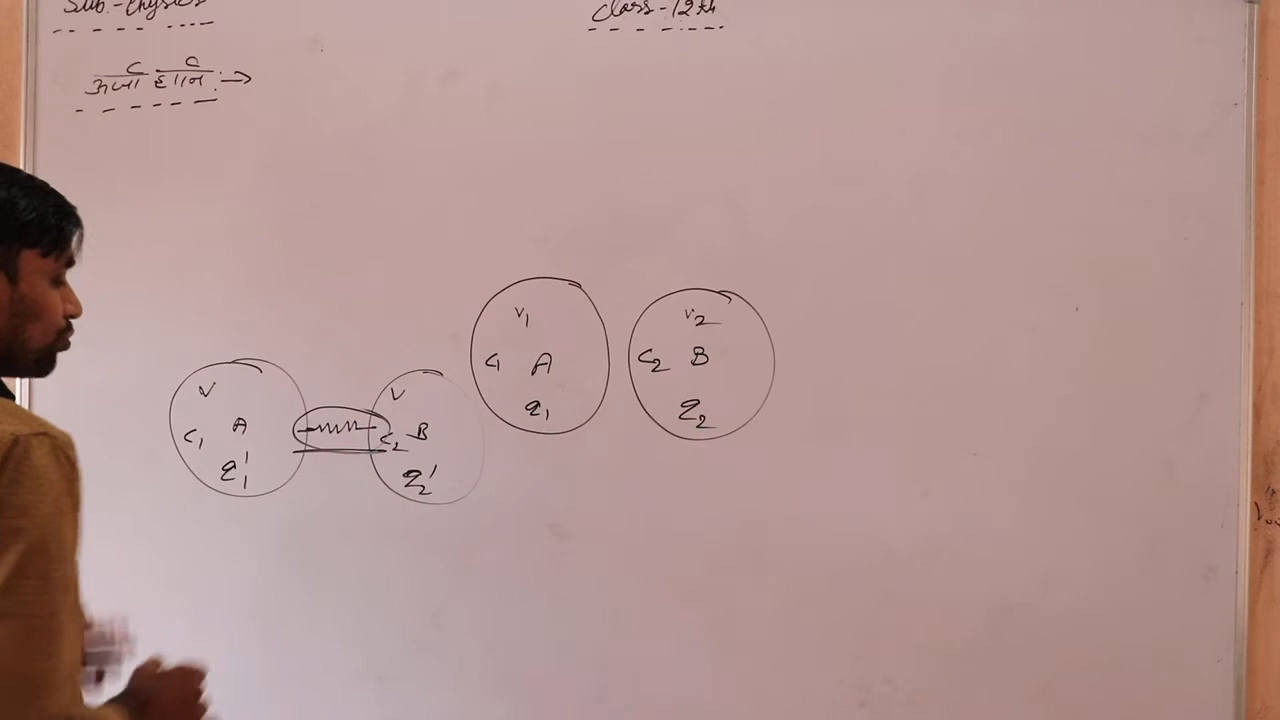 Sub.-Physics
Class-12th
ऊर्जा हानि :→
V₁
C₁ A
q₁
V₂
C₂ B
q₂
V
C₁ A
q₁'
V
C₂ B
q₂'